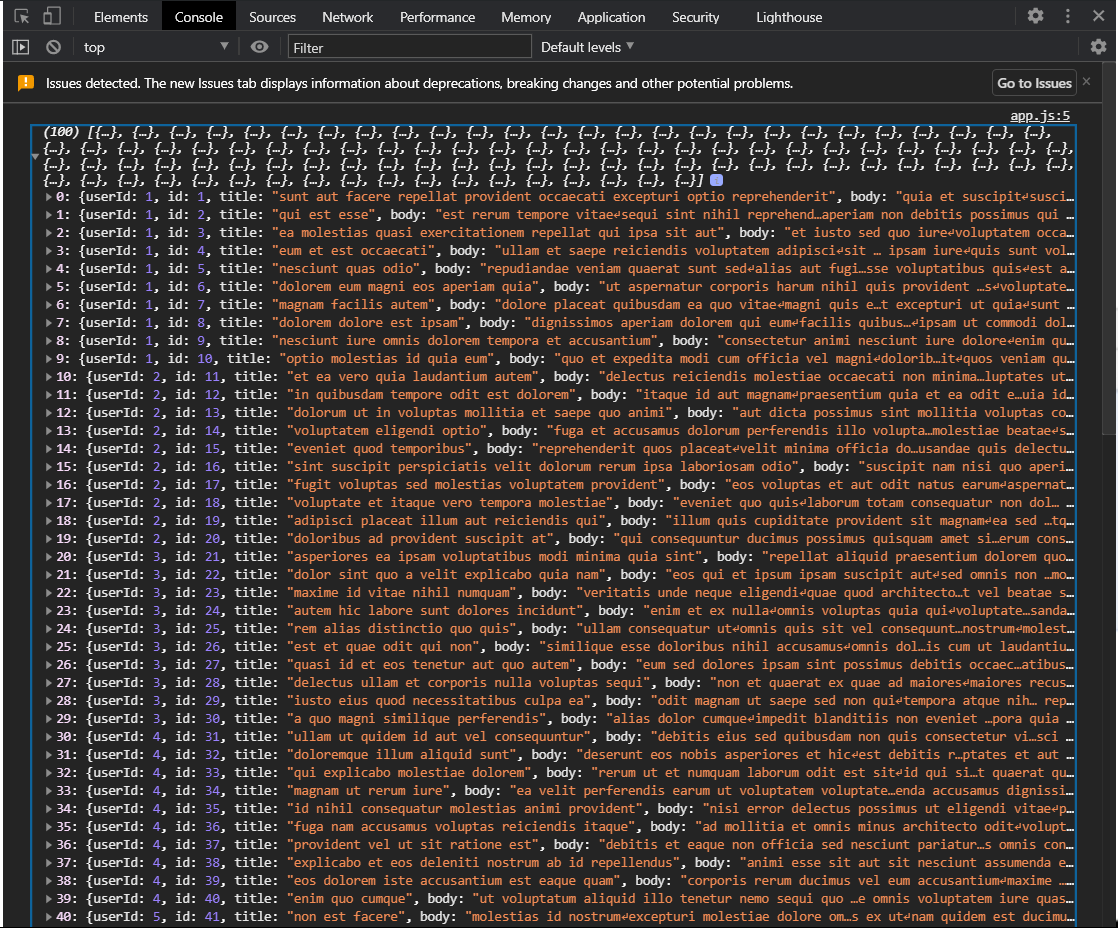 Elements Console Sources Network Performance Memory Application Security Lighthouse
top ▼ Filter Default levels ▼
Issues detected. The new Issues tab displays information about deprecations, breaking changes and other potential problems. Go to Issues ×
app.js:5
(100) [{…}, {…}, {…}, {…}, {…}, {…}, {…}, {…}, {…}, {…}, {…}, {…}, {…}, {…}, {…}, {…}, {…}, {…}, {…}, {…}, {…}, {…}, {…}, {…}, {…}, {…},
{…}, {…}, {…}, {…}, {…}, {…}, {…}, {…}, {…}, {…}, {…}, {…}, {…}, {…}, {…}, {…}, {…}, {…}, {…}, {…}, {…}, {…}, {…}, {…}, {…}, {…}, {…}, {…},
{…}, {…}, {…}, {…}, {…}, {…}, {…}, {…}, {…}, {…}, {…}, {…}, {…}, {…}, {…}, {…}, {…}, {…}, {…}, {…}, {…}, {…}, {…}, {…}, {…}, {…}, {…}, {…},
{…}, {…}, {…}, {…}, {…}, {…}, {…}, {…}, {…}, {…}, {…}, {…}, {…}, {…}, {…}, {…}, {…}, {…}] i
0: {userId: 1, id: 1, title: "sunt aut facere repellat provident occaecati excepturi optio reprehenderit", body: "quia et suscipit↵susci…
1: {userId: 1, id: 2, title: "qui est esse", body: "est rerum tempore vitae↵sequi sint nihil reprehend…aperiam non debitis possimus qui …
2: {userId: 1, id: 3, title: "ea molestias quasi exercitationem repellat qui ipsa sit aut", body: "et iusto sed quo iure↵voluptatem occa…
3: {userId: 1, id: 4, title: "eum et est occaecati", body: "ullam et saepe reiciendis voluptatem adipisci↵sit … ipsam iure↵quis sunt vol…
4: {userId: 1, id: 5, title: "nesciunt quas odio", body: "repudiandae veniam quaerat sunt sed↵alias aut fugi…sse voluptatibus quis↵est a…
5: {userId: 1, id: 6, title: "dolorem eum magni eos aperiam quia", body: "ut aspernatur corporis harum nihil quis provident …s↵voluptate…
6: {userId: 1, id: 7, title: "magnam facilis autem", body: "dolore placeat quibusdam ea quo vitae↵magni quis e…t excepturi ut quia↵sunt …
7: {userId: 1, id: 8, title: "dolorem dolore est ipsam", body: "dignissimos aperiam dolorem qui eum↵facilis quibus…↵ipsam ut commodi dol…
8: {userId: 1, id: 9, title: "nesciunt iure omnis dolorem tempora et accusantium", body: "consectetur animi nesciunt iure dolore↵enim qu…
9: {userId: 1, id: 10, title: "optio molestias id quia eum", body: "quo et expedita modi cum officia vel magni↵dolorib…it↵quos veniam qu…
10: {userId: 2, id: 11, title: "et ea vero quia laudantium autem", body: "delectus reiciendis molestiae occaecati non minima…luptates ut…
11: {userId: 2, id: 12, title: "in quibusdam tempore odit est dolorem", body: "itaque id aut magnam↵praesentium quia et ea odit e…uia id…
12: {userId: 2, id: 13, title: "dolorum ut in voluptas mollitia et saepe quo animi", body: "aut dicta possimus sint mollitia voluptas co…
13: {userId: 2, id: 14, title: "voluptatem eligendi optio", body: "fuga et accusamus dolorum perferendis illo volupta…molestiae beatae↵s…
14: {userId: 2, id: 15, title: "eveniet quod temporibus", body: "reprehenderit quos placeat↵velit minima officia do…usandae quis delectu…
15: {userId: 2, id: 16, title: "sint suscipit perspiciatis velit dolorum rerum ipsa laboriosam odio", body: "suscipit nam nisi quo aperi…
16: {userId: 2, id: 17, title: "fugit voluptas sed molestias voluptatem provident", body: "eos voluptas et aut odit natus earum↵aspernat…
17: {userId: 2, id: 18, title: "voluptate et itaque vero tempora molestiae", body: "eveniet quo quis↵laborum totam consequatur non dol… …
18: {userId: 2, id: 19, title: "adipisci placeat illum aut reiciendis qui", body: "illum quis cupiditate provident sit magnam↵ea sed …tq…
19: {userId: 2, id: 20, title: "doloribus ad provident suscipit at", body: "qui consequuntur ducimus possimus quisquam amet si…erum cons…
20: {userId: 3, id: 21, title: "asperiores ea ipsam voluptatibus modi minima quia sint", body: "repellat aliquid praesentium dolorem quo…
21: {userId: 3, id: 22, title: "dolor sint quo a velit explicabo quia nam", body: "eos qui et ipsum ipsam suscipit aut↵sed omnis non …mo…
22: {userId: 3, id: 23, title: "maxime id vitae nihil numquam", body: "veritatis unde neque eligendi↵quae quod architecto…t vel beatae s…
23: {userId: 3, id: 24, title: "autem hic labore sunt dolores incidunt", body: "enim et ex nulla↵omnis voluptas quia qui↵voluptate…sanda…
24: {userId: 3, id: 25, title: "rem alias distinctio quo quis", body: "ullam consequatur ut↵omnis quis sit vel consequunt…nostrum↵molest…
25: {userId: 3, id: 26, title: "est et quae odit qui non", body: "similique esse doloribus nihil accusamus↵omnis dol…is cum ut laudantiu…
26: {userId: 3, id: 27, title: "quasi id et eos tenetur aut quo autem", body: "eum sed dolores ipsam sint possimus debitis occaec…atibus…
27: {userId: 3, id: 28, title: "delectus ullam et corporis nulla voluptas sequi", body: "non et quaerat ex quae ad maiores↵maiores recus…
28: {userId: 3, id: 29, title: "iusto eius quod necessitatibus culpa ea", body: "odit magnam ut saepe sed non qui↵tempora atque nih… rep…
29: {userId: 3, id: 30, title: "a quo magni similique perferendis", body: "alias dolor cumque↵impedit blanditiis non eveniet …pora quia …
30: {userId: 4, id: 31, title: "ullam ut quidem id aut vel consequuntur", body: "debitis eius sed quibusdam non quis consectetur vi…sci …
31: {userId: 4, id: 32, title: "doloremque illum aliquid sunt", body: "deserunt eos nobis asperiores et hic↵est debitis r…ptates et aut …
32: {userId: 4, id: 33, title: "qui explicabo molestiae dolorem", body: "rerum ut et numquam laborum odit est sit↵id qui si…t quaerat qu…
33: {userId: 4, id: 34, title: "magnam ut rerum iure", body: "ea velit perferendis earum ut voluptatem voluptate…enda accusamus dignissi…
34: {userId: 4, id: 35, title: "id nihil consequatur molestias animi provident", body: "nisi error delectus possimus ut eligendi vitae↵p…
35: {userId: 4, id: 36, title: "fuga nam accusamus voluptas reiciendis itaque", body: "ad mollitia et omnis minus architecto odit↵volupt…
36: {userId: 4, id: 37, title: "provident vel ut sit ratione est", body: "debitis et eaque non officia sed nesciunt pariatur…s omnis con…
37: {userId: 4, id: 38, title: "explicabo et eos deleniti nostrum ab id repellendus", body: "animi esse sit aut sit nesciunt assumenda e…
38: {userId: 4, id: 39, title: "eos dolorem iste accusantium est eaque quam", body: "corporis rerum ducimus vel eum accusantium↵maxime …
39: {userId: 4, id: 40, title: "enim quo cumque", body: "ut voluptatum aliquid illo tenetur nemo sequi quo …e omnis voluptatem iure quas…
40: {userId: 5, id: 41, title: "non est facere", body: "molestias id nostrum↵excepturi molestiae dolore om…s ex ut↵nam quidem est ducimu…